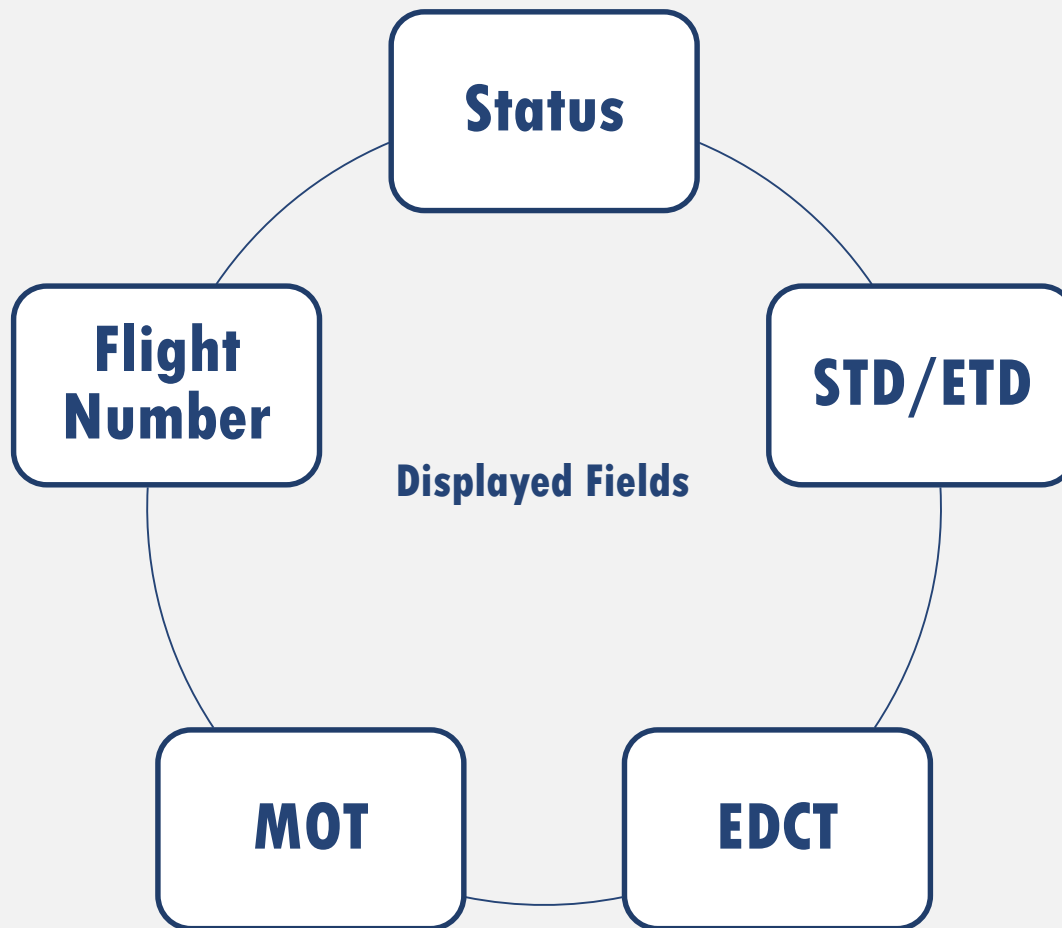 Status
Flight
Number
STD/ETD
Displayed Fields
MOT
EDCT